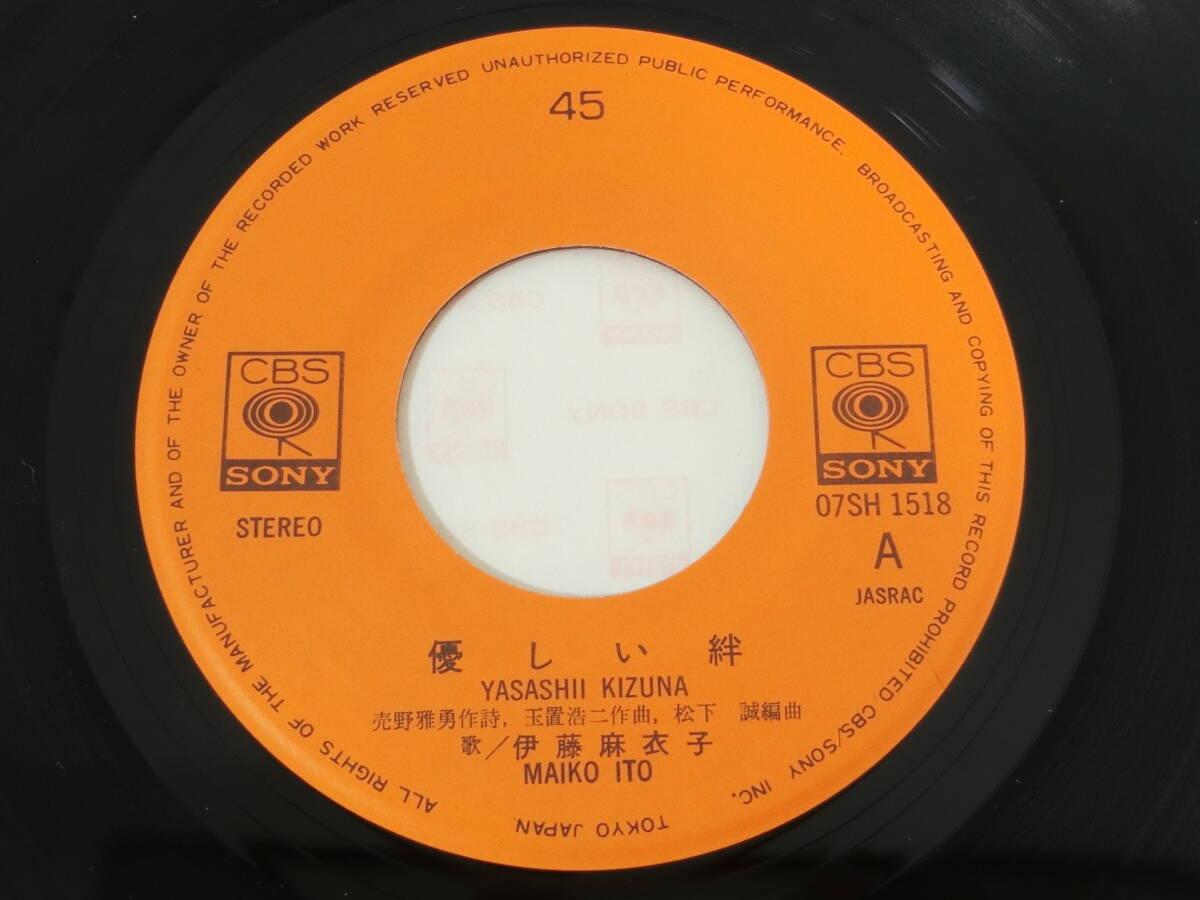 ALL RIGHTS OF THE MANUFACTURER AND OF THE OWNER OF THE RECORDED WORK RESERVED UNAUTHORIZED PUBLIC PERFORMANCE. BROADCASTING AND COPYING OF THIS RECORD PROHIBITED. CBS/SONY INC. TOKYO JAPAN
45
CBS
SONY
STEREO
CBS
SONY
07SH 1518
A
JASRAC
優しい絆
YASASHII KIZUNA
売野雅勇作詩, 玉置浩二作曲, 松下 誠編曲
歌/伊藤麻衣子
MAIKO ITO